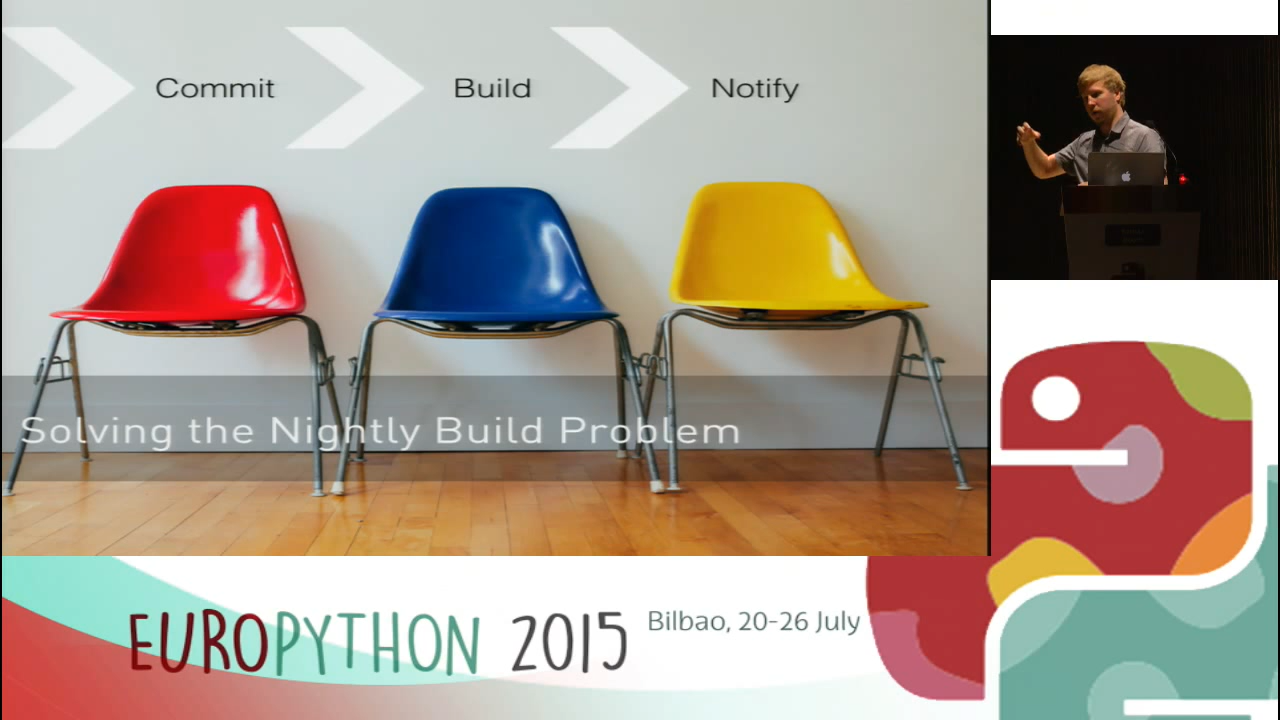 Commit
Build
Notify
Solving the Nightly Build Problem
EUROPYTHON 2015
Bilbao, 20-26 July